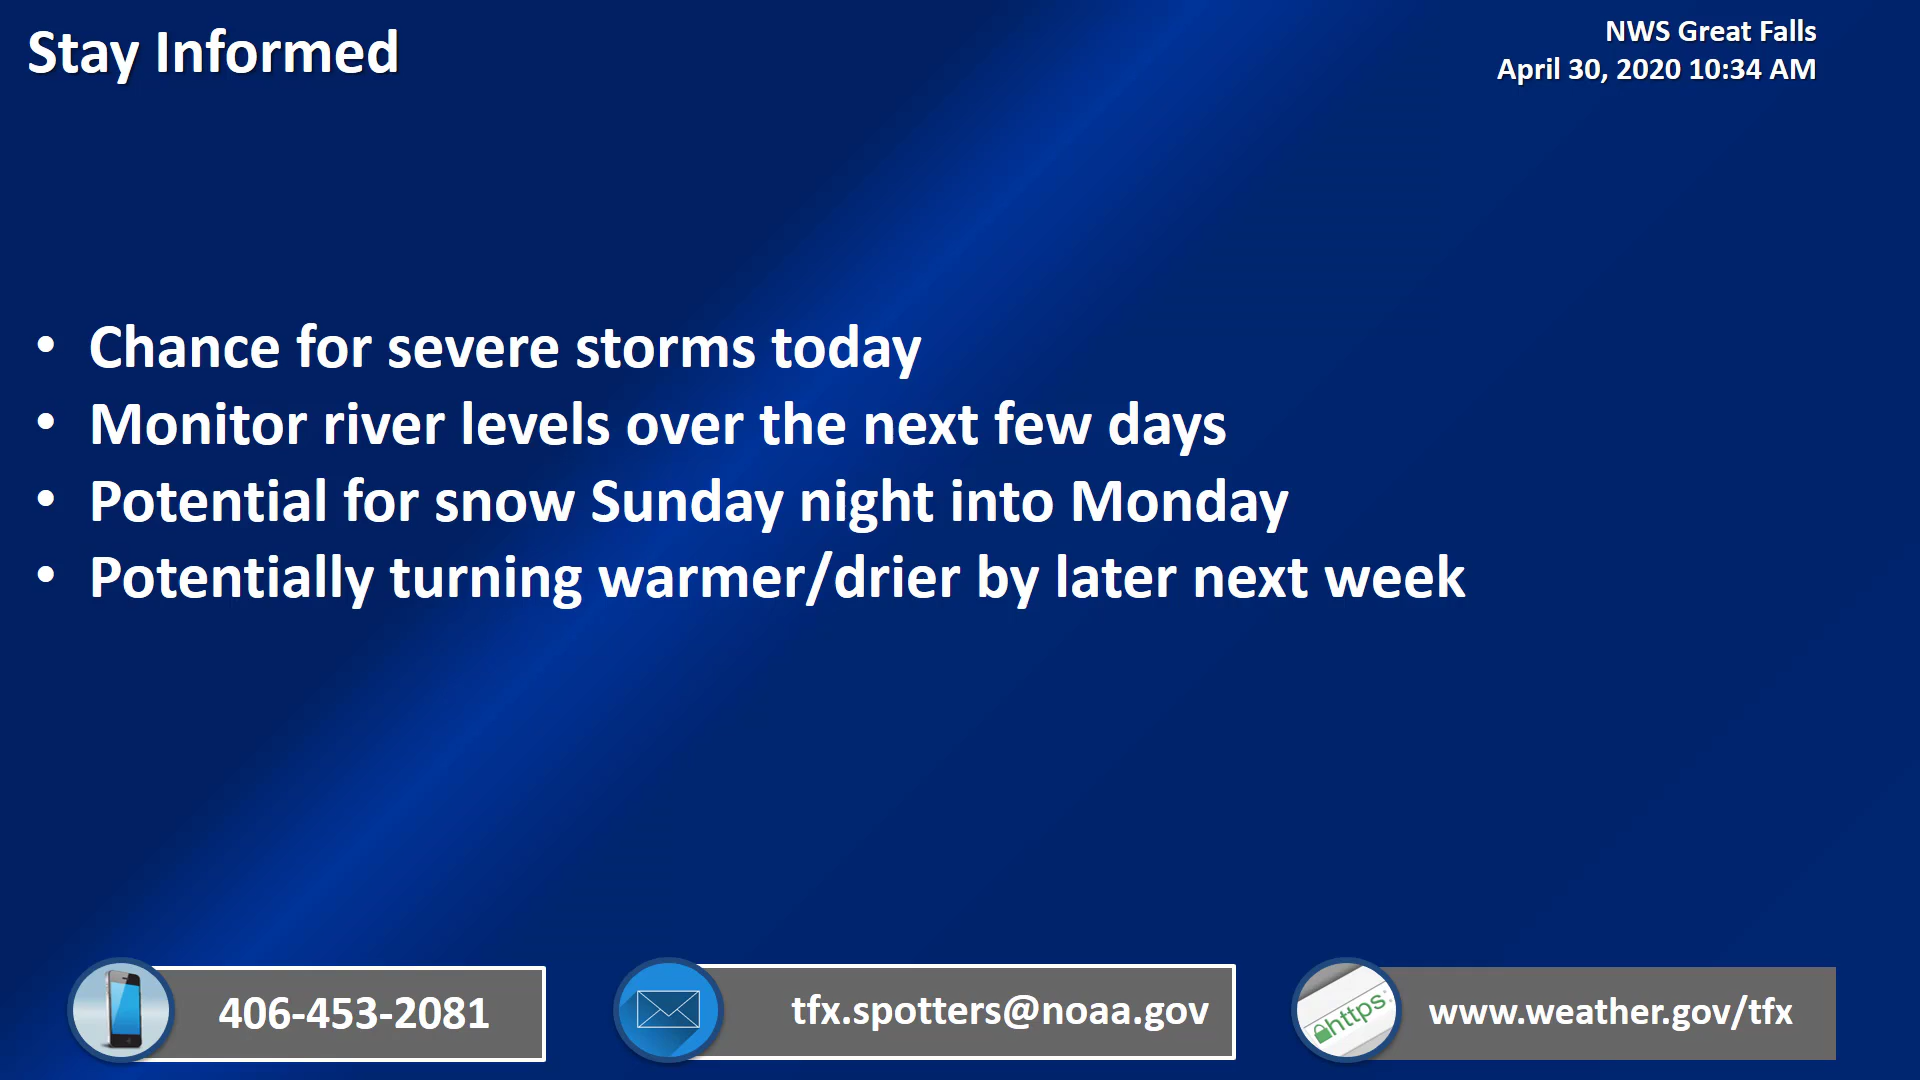 Stay Informed
NWS Great Falls
April 30, 2020 10:34 AM
• Chance for severe storms today
• Monitor river levels over the next few days
• Potential for snow Sunday night into Monday
• Potentially turning warmer/drier by later next week
406-453-2081
tfx.spotters@noaa.gov
https:
www.weather.gov/tfx